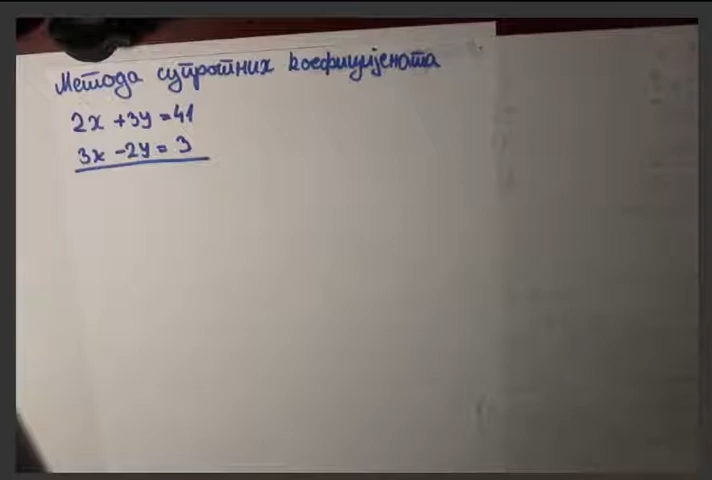 Метода супротних коефицијената
2x + 3y = 41
3x - 2y = 3